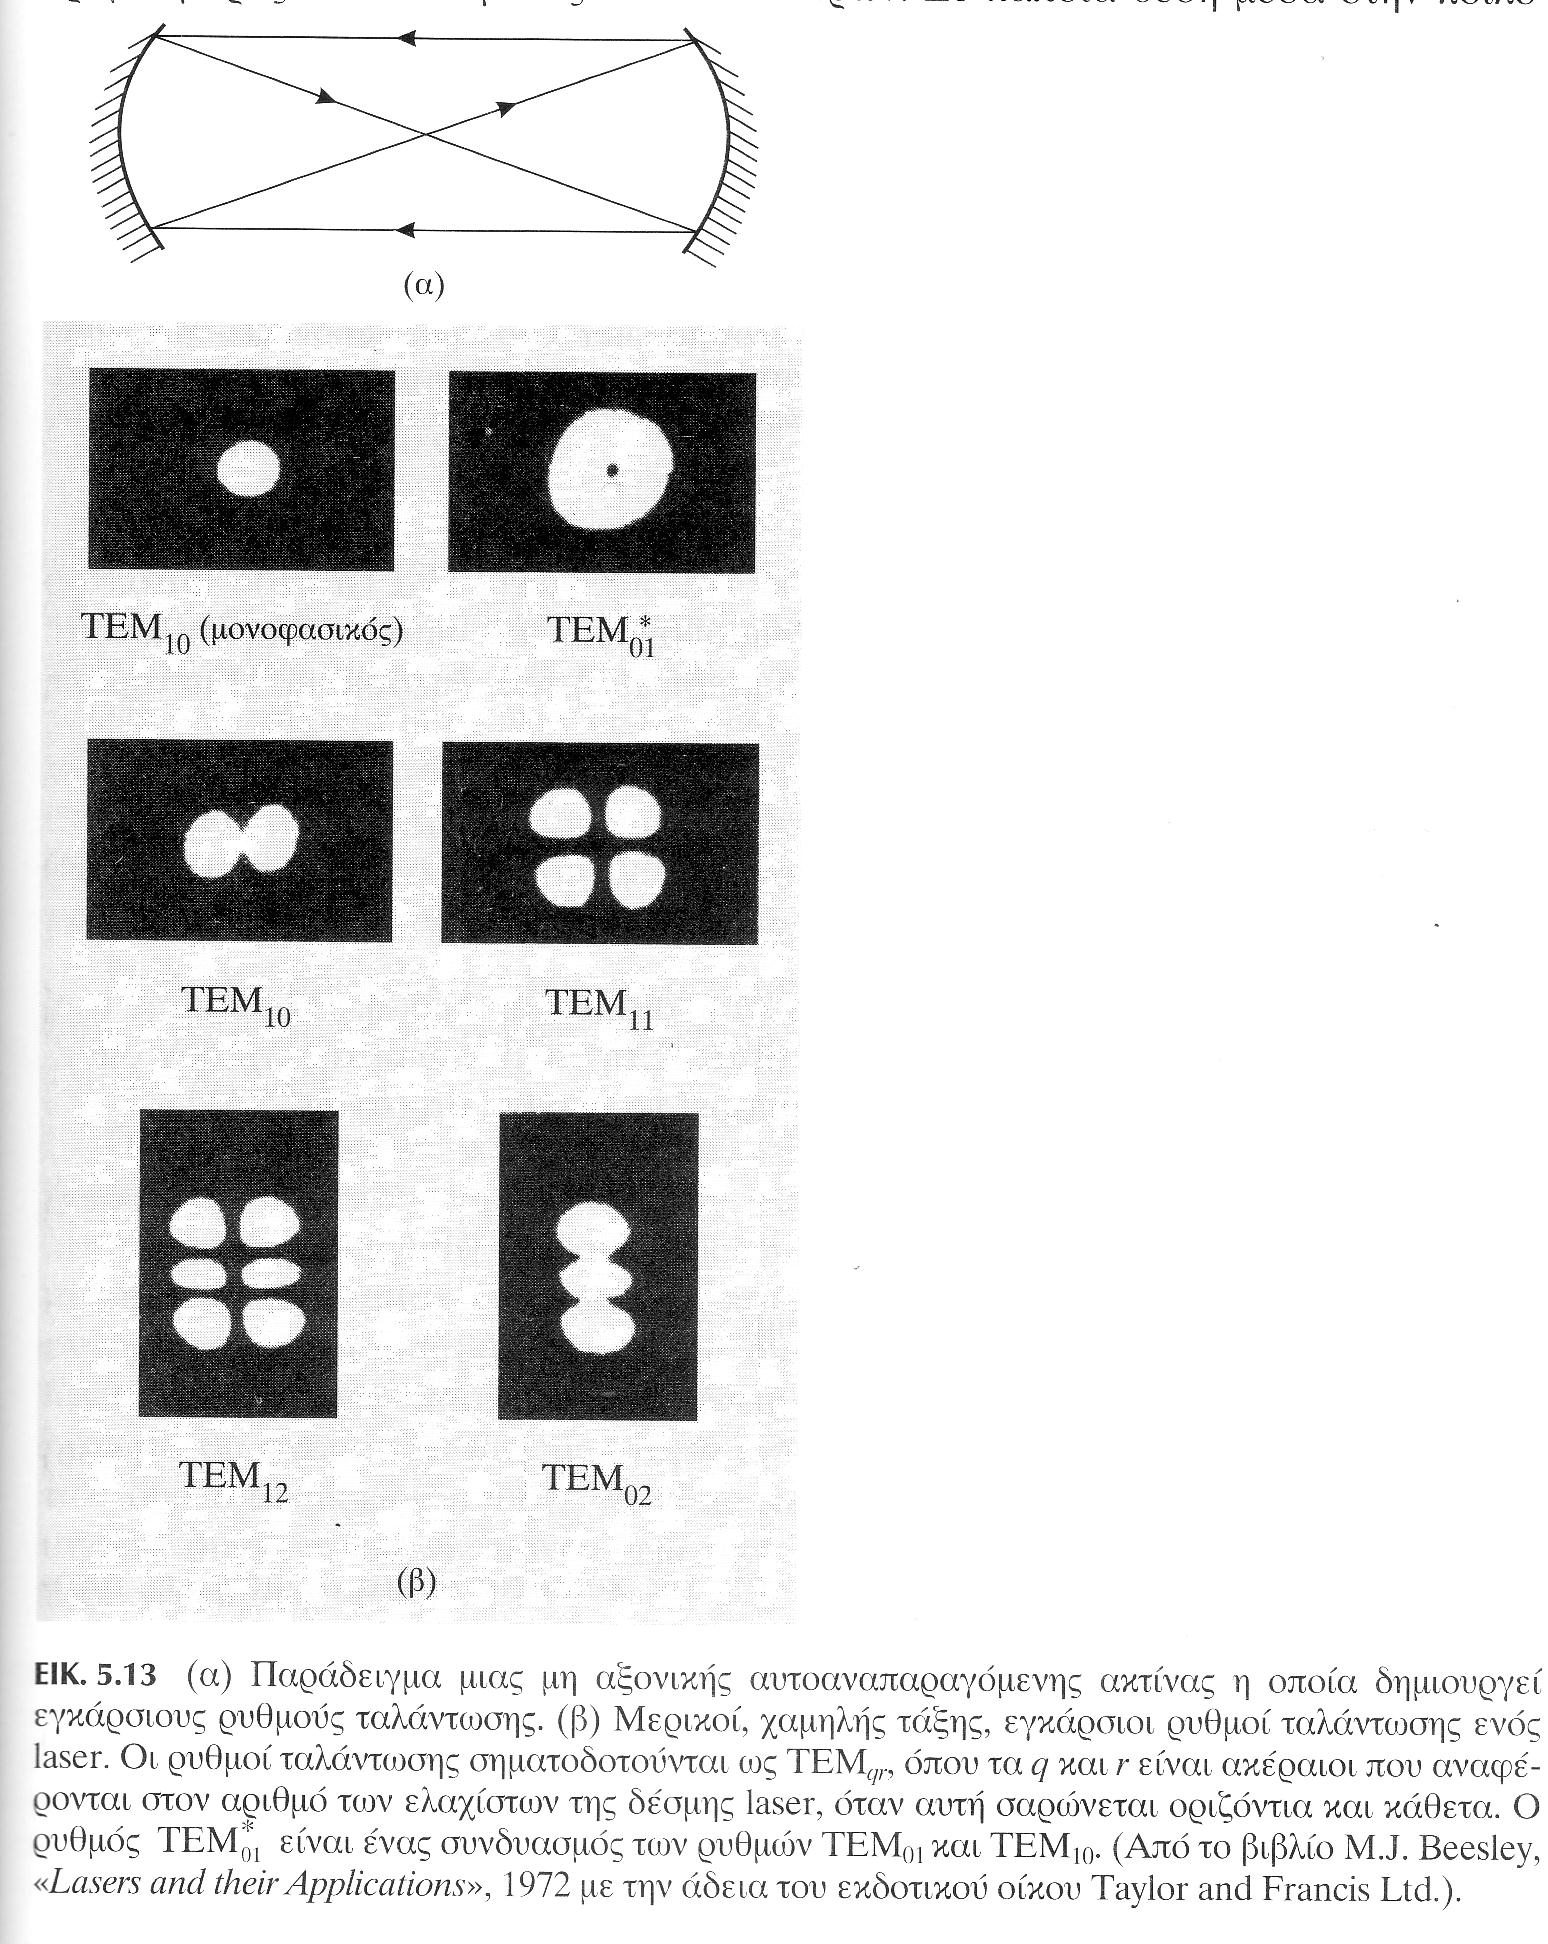 (α)
TEM₁₀ (μονοφασικός) TEM₀₁*
TEM₁₀ TEM₁₁
TEM₁₂ TEM₀₂
(β)
ΕΙΚ. 5.13 (α) Παράδειγμα μιας μη αξονικής αυτοαναπαραγόμενης ακτίνας η οποία δημιουργεί
εγκάρσιους ρυθμούς ταλάντωσης. (β) Μερικοί, χαμηλής τάξης, εγκάρσιοι ρυθμοί ταλάντωσης ενός
laser. Οι ρυθμοί ταλάντωσης σηματοδοτούνται ως TEMqr, όπου τα q και r είναι ακέραιοι που αναφέ-
ρονται στον αριθμό των ελαχίστων της δέσμης laser, όταν αυτή σαρώνεται οριζόντια και κάθετα. Ο
ρυθμός TEM₀₁* είναι ένας συνδυασμός των ρυθμών TEM₀₁ και TEM₁₀. (Από το βιβλίο M.J. Beesley,
«Lasers and their Applications», 1972 με την άδεια του εκδοτικού οίκου Taylor and Francis Ltd.).